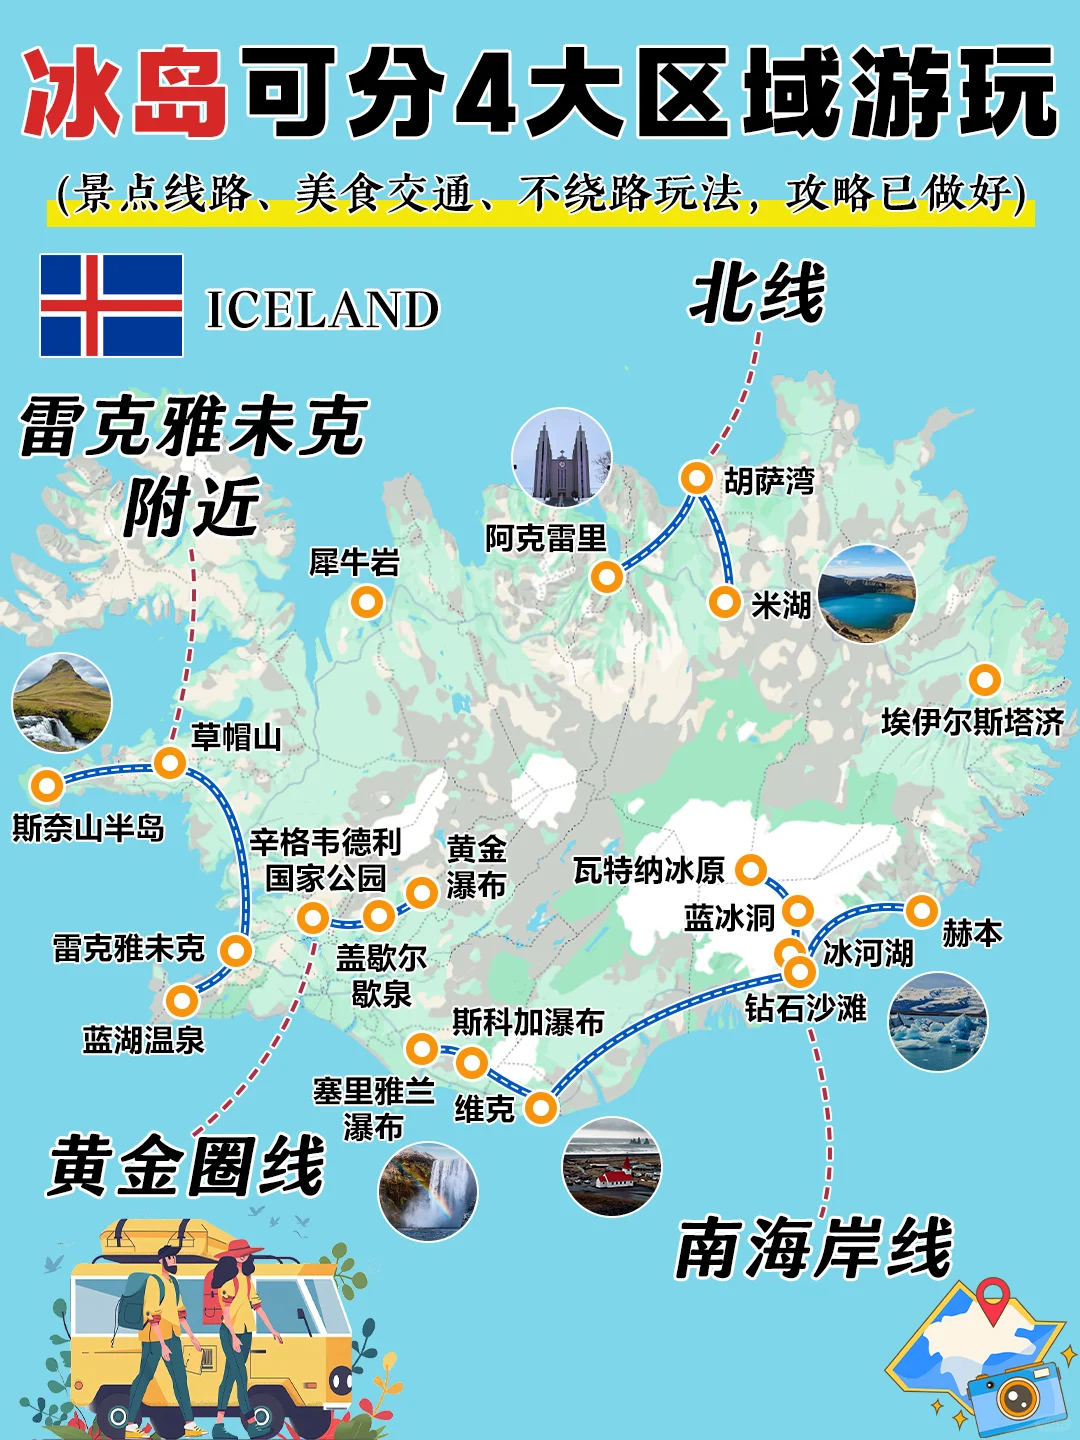 冰岛可分4大区域游玩
(景点线路、美食交通、不绕路玩法，攻略已做好)
ICELAND
北线
雷克雅未克
附近
胡萨湾
阿克雷里
犀牛岩
米湖
埃伊尔斯塔济
草帽山
斯奈山半岛
辛格韦德利
国家公园
黄金
瀑布
瓦特纳冰原
蓝冰洞
赫本
雷克雅未克
盖歇尔
歇泉
冰河湖
钻石沙滩
蓝湖温泉
斯科加瀑布
塞里雅兰
瀑布
维克
黄金圈线
南海岸线